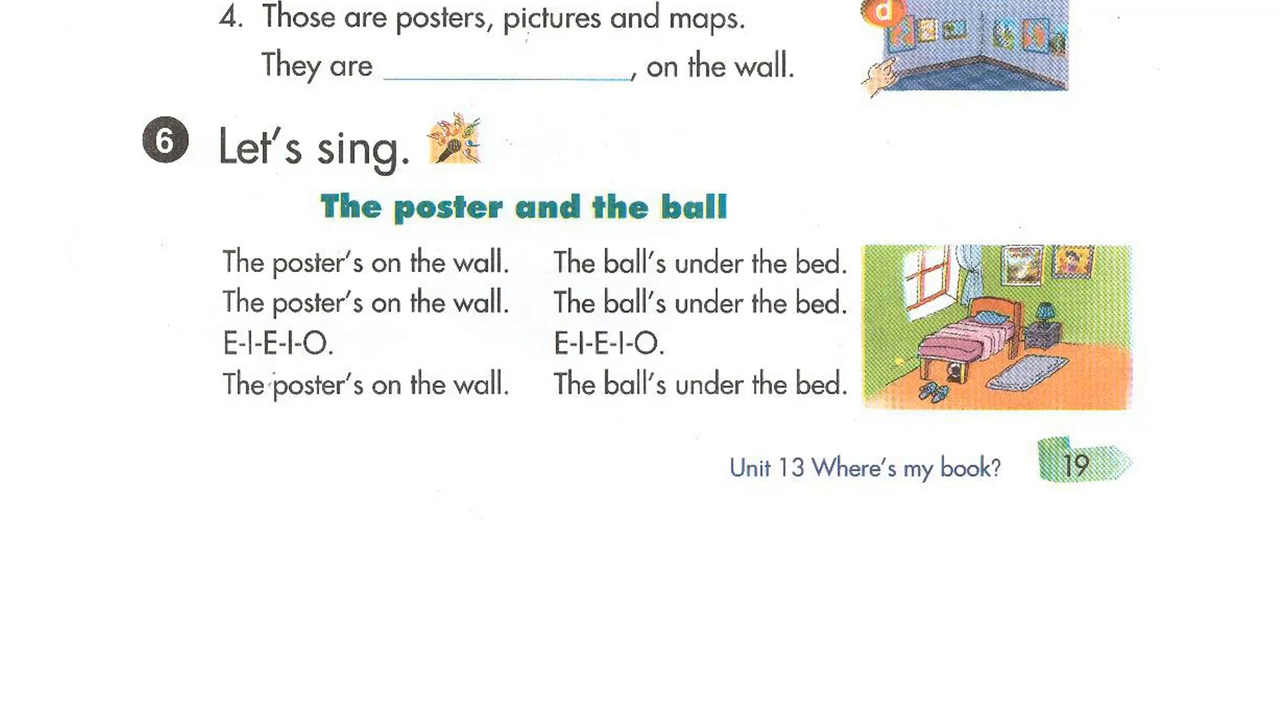 4. Those are posters, pictures and maps.
They are ____________________, on the wall.
d
6 Let's sing.
The poster and the ball
The poster's on the wall.
The poster's on the wall.
E-I-E-I-O.
The poster's on the wall.
The ball's under the bed.
The ball's under the bed.
E-I-E-I-O.
The ball's under the bed.
Unit 13 Where's my book?
19